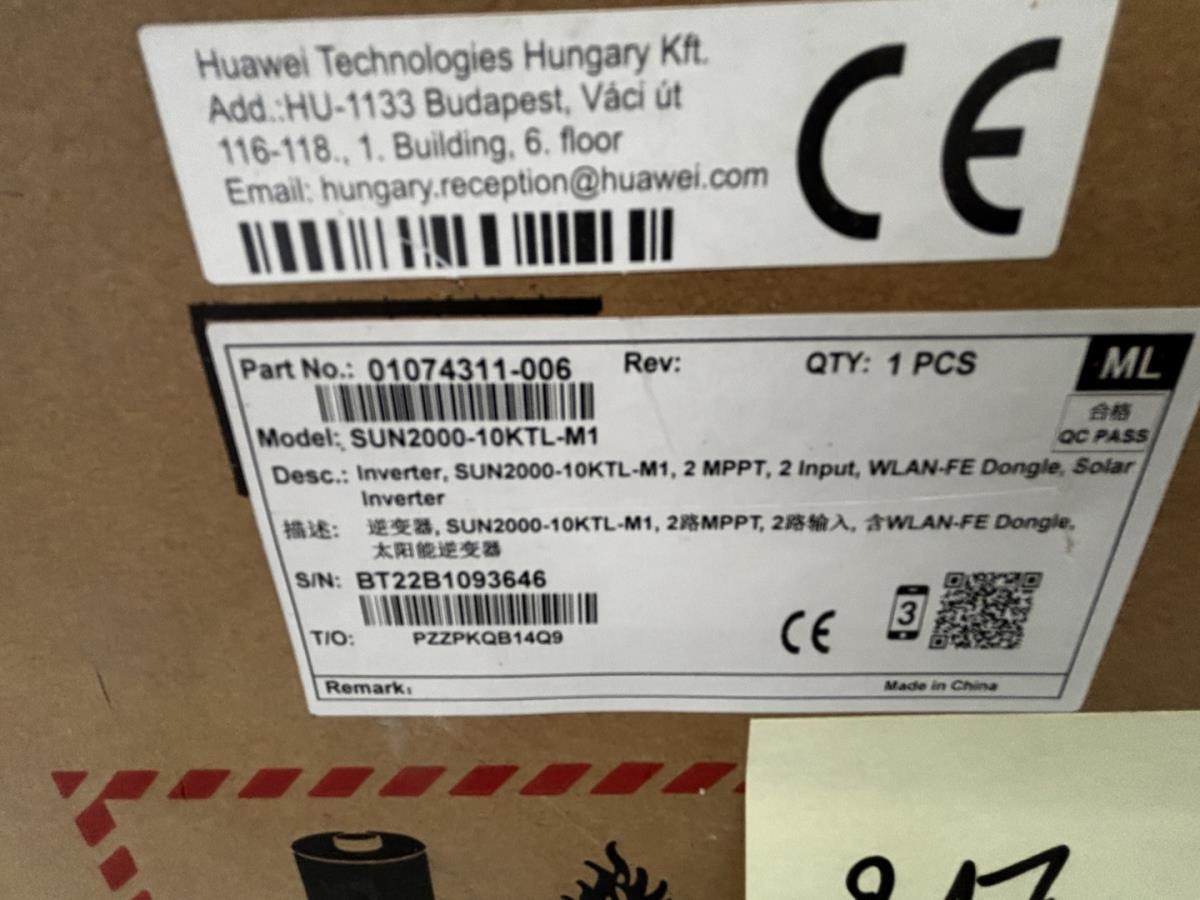 Huawei Technologies Hungary Kft.
Add.:HU-1133 Budapest, Váci út
116-118., 1. Building, 6. floor
Email: hungary.reception@huawei.com
CE
Part No.: 01074311-006 Rev: QTY: 1 PCS ML
合格
QC PASS
Model: SUN2000-10KTL-M1
Desc.: Inverter, SUN2000-10KTL-M1, 2 MPPT, 2 Input, WLAN-FE Dongle, Solar
Inverter
描述: 逆变器, SUN2000-10KTL-M1, 2路MPPT, 2路输入, 含WLAN-FE Dongle,
太阳能逆变器
S/N: BT22B1093646
T/O: PZZPKQB14Q9
CE 3
Remark: Made in China